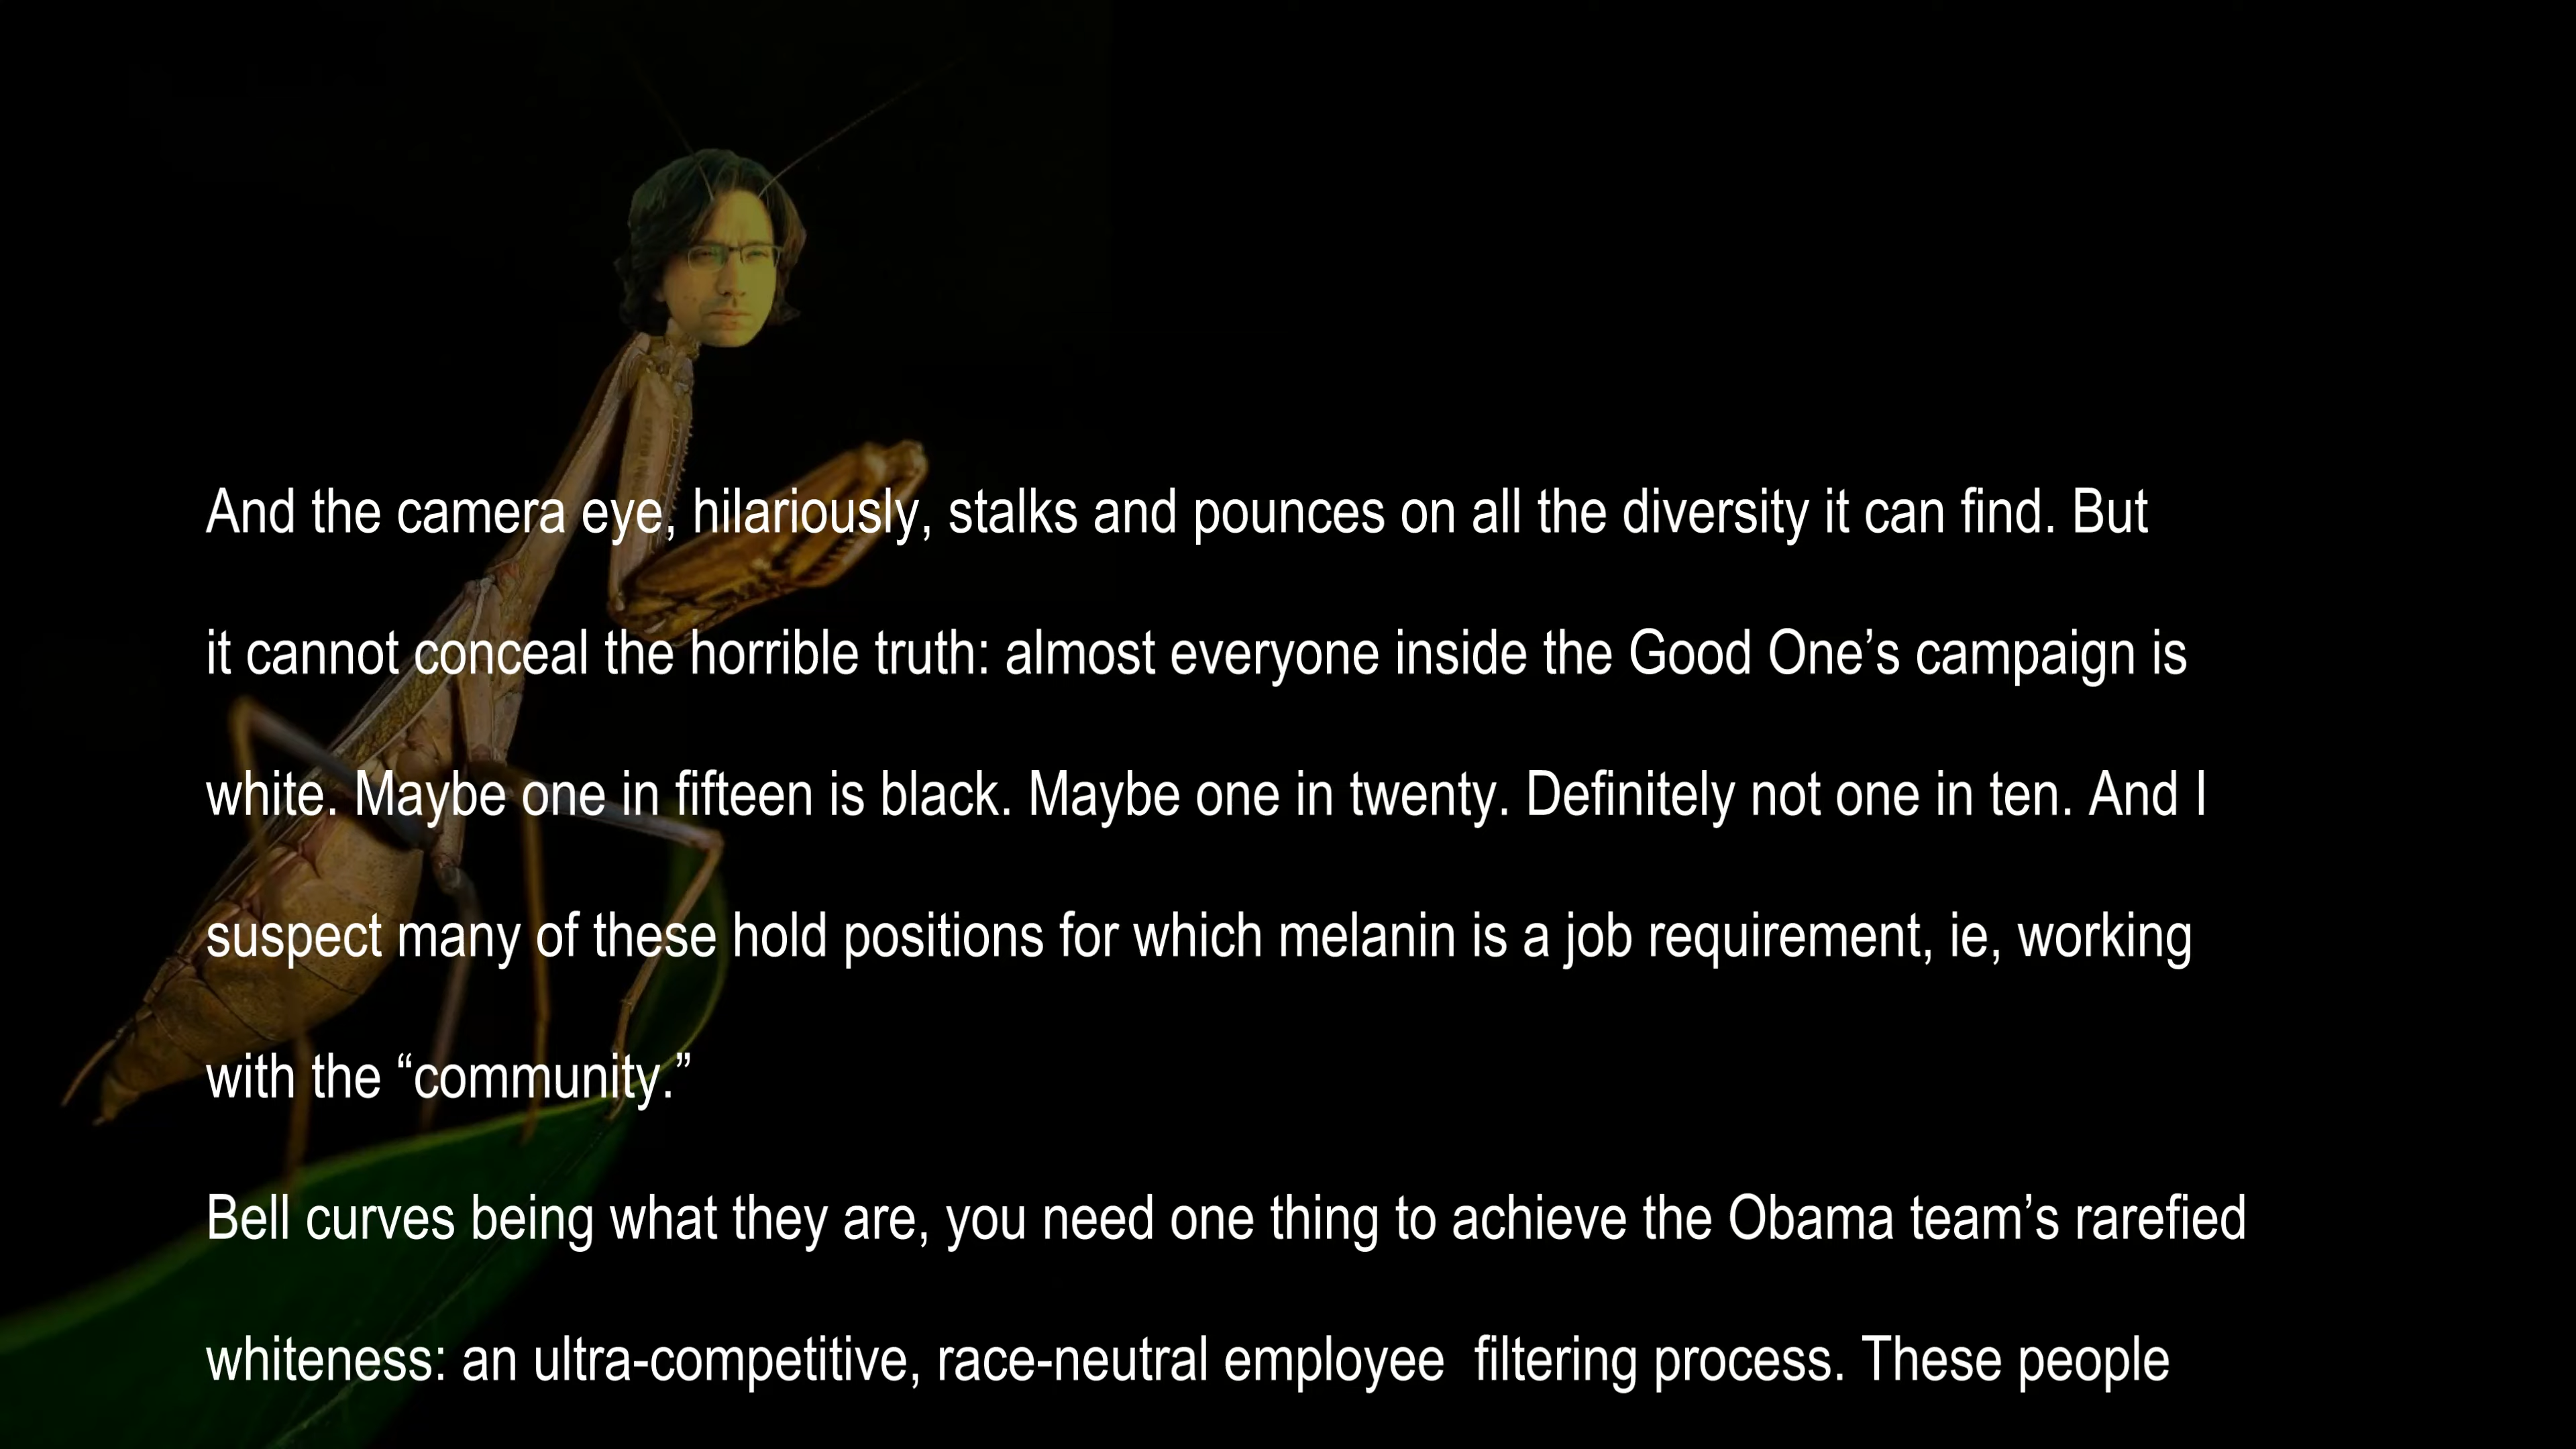 And the camera eye, hilariously, stalks and pounces on all the diversity it can find. But
it cannot conceal the horrible truth: almost everyone inside the Good One’s campaign is
white. Maybe one in fifteen is black. Maybe one in twenty. Definitely not one in ten. And I
suspect many of these hold positions for which melanin is a job requirement, ie, working
with the “community.”
Bell curves being what they are, you need one thing to achieve the Obama team’s rarefied
whiteness: an ultra-competitive, race-neutral employee  filtering process. These people